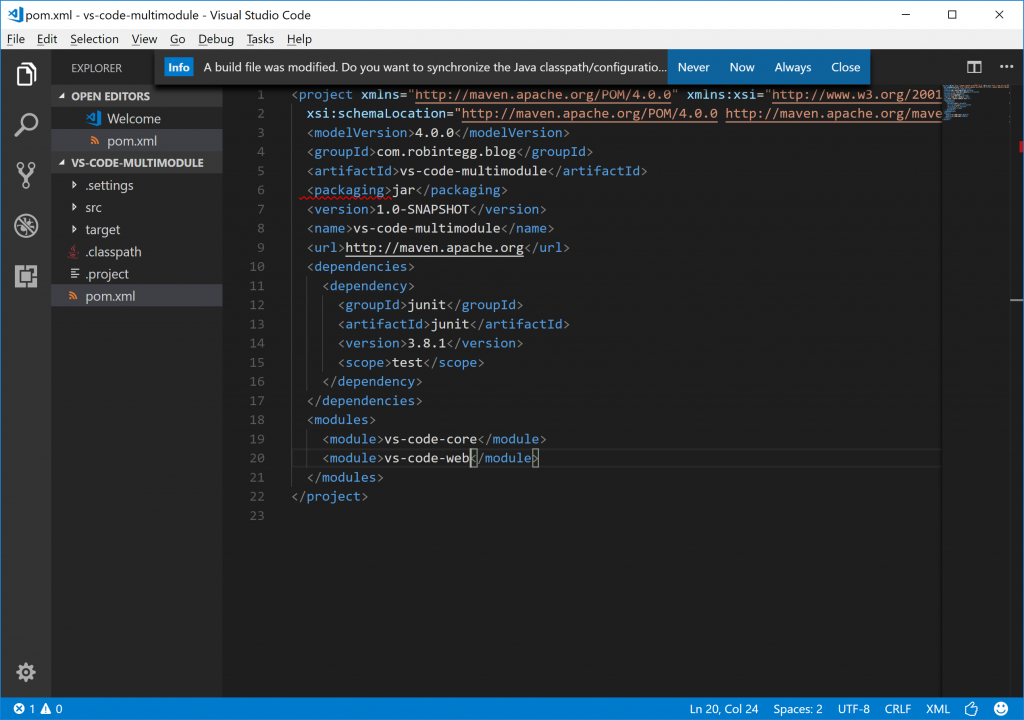 pom.xml - vs-code-multimodule - Visual Studio Code
File Edit Selection View Go Debug Tasks Help
EXPLORER
Info A build file was modified. Do you want to synchronize the Java classpath/configuratio... Never Now Always Close
OPEN EDITORS
Welcome
pom.xml
VS-CODE-MULTIMODULE
.settings
src
target
.classpath
.project
pom.xml
1 <project xmlns="http://maven.apache.org/POM/4.0.0" xmlns:xsi="http://www.w3.org/2001
2 xsi:schemaLocation="http://maven.apache.org/POM/4.0.0 http://maven.apache.org/mave
3 <modelVersion>4.0.0</modelVersion>
4 <groupId>com.robintegg.blog</groupId>
5 <artifactId>vs-code-multimodule</artifactId>
6 <packaging>jar</packaging>
7 <version>1.0-SNAPSHOT</version>
8 <name>vs-code-multimodule</name>
9 <url>http://maven.apache.org</url>
10 <dependencies>
11 <dependency>
12 <groupId>junit</groupId>
13 <artifactId>junit</artifactId>
14 <version>3.8.1</version>
15 <scope>test</scope>
16 </dependency>
17 </dependencies>
18 <modules>
19 <module>vs-code-core</module>
20 <module>vs-code-web</module>
21 </modules>
22 </project>
23
1 0 Ln 20, Col 24 Spaces: 2 UTF-8 CRLF XML